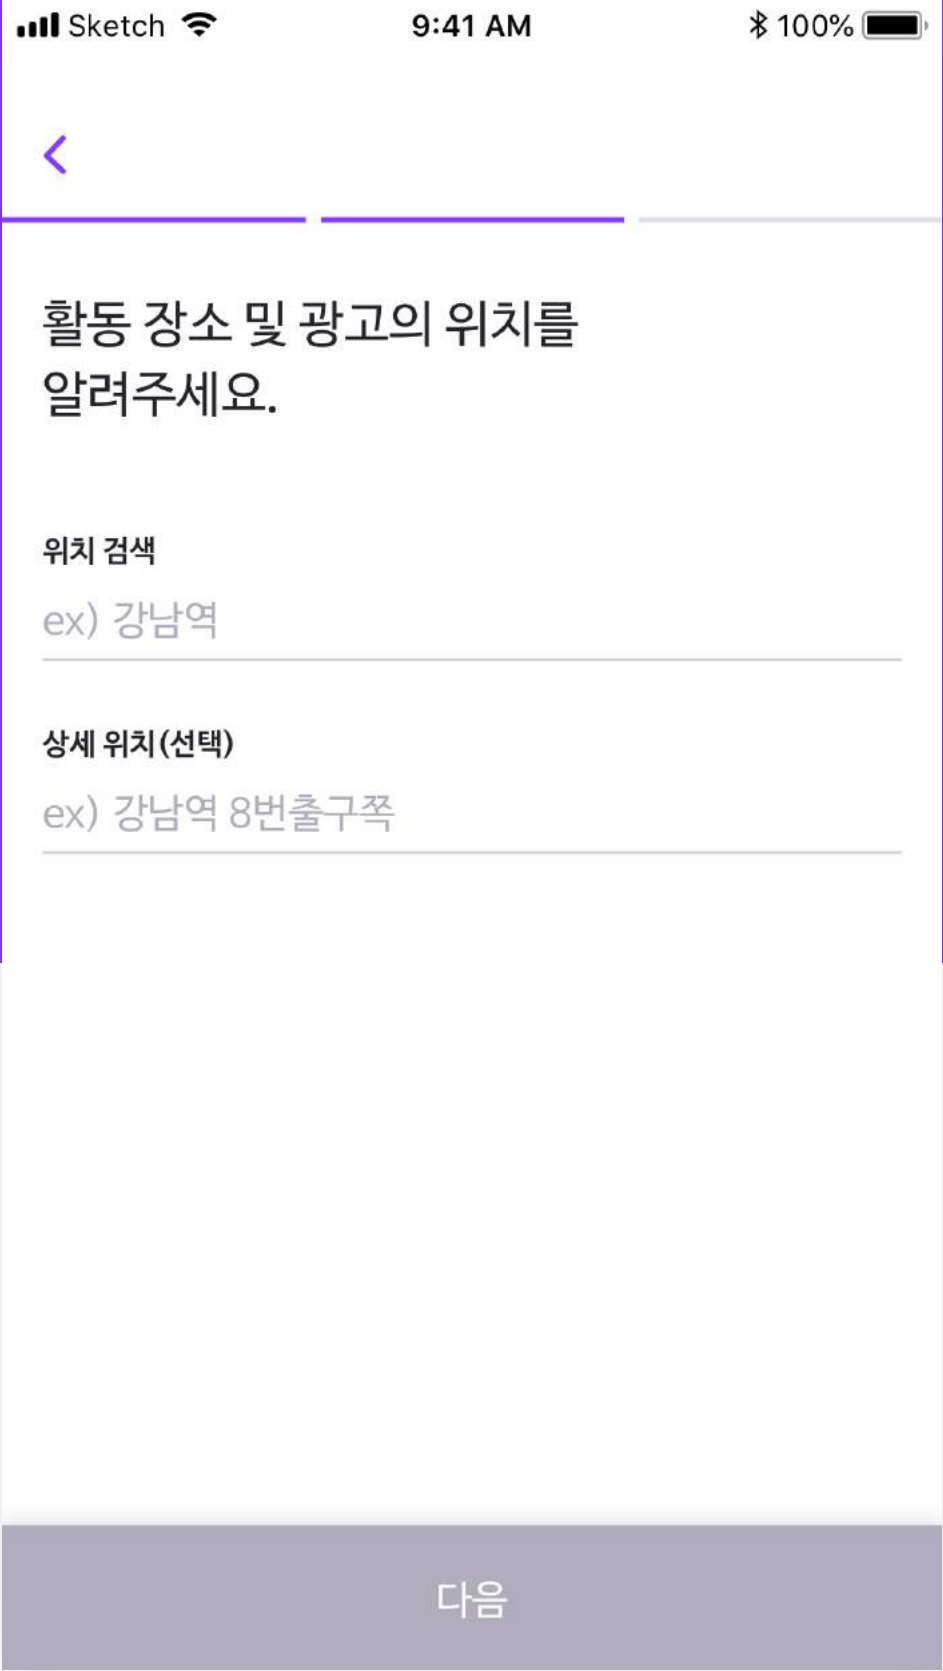 Sketch 9:41 AM 100%
활동 장소 및 광고의 위치를
알려주세요.
위치 검색
ex) 강남역
상세 위치(선택)
ex) 강남역 8번출구쪽
다음